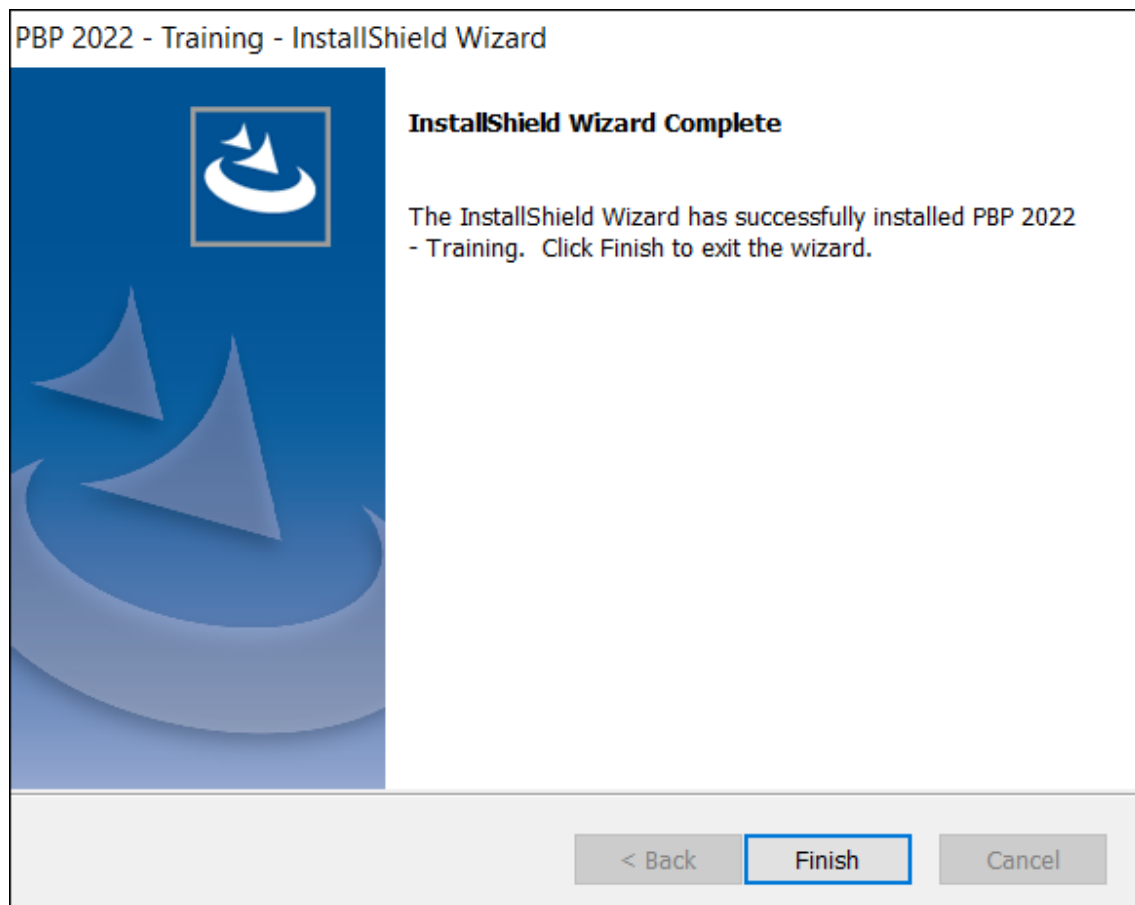 PBP 2022 - Training - InstallShield Wizard
InstallShield Wizard Complete
The InstallShield Wizard has successfully installed PBP 2022
- Training.  Click Finish to exit the wizard.
< Back
Finish
Cancel